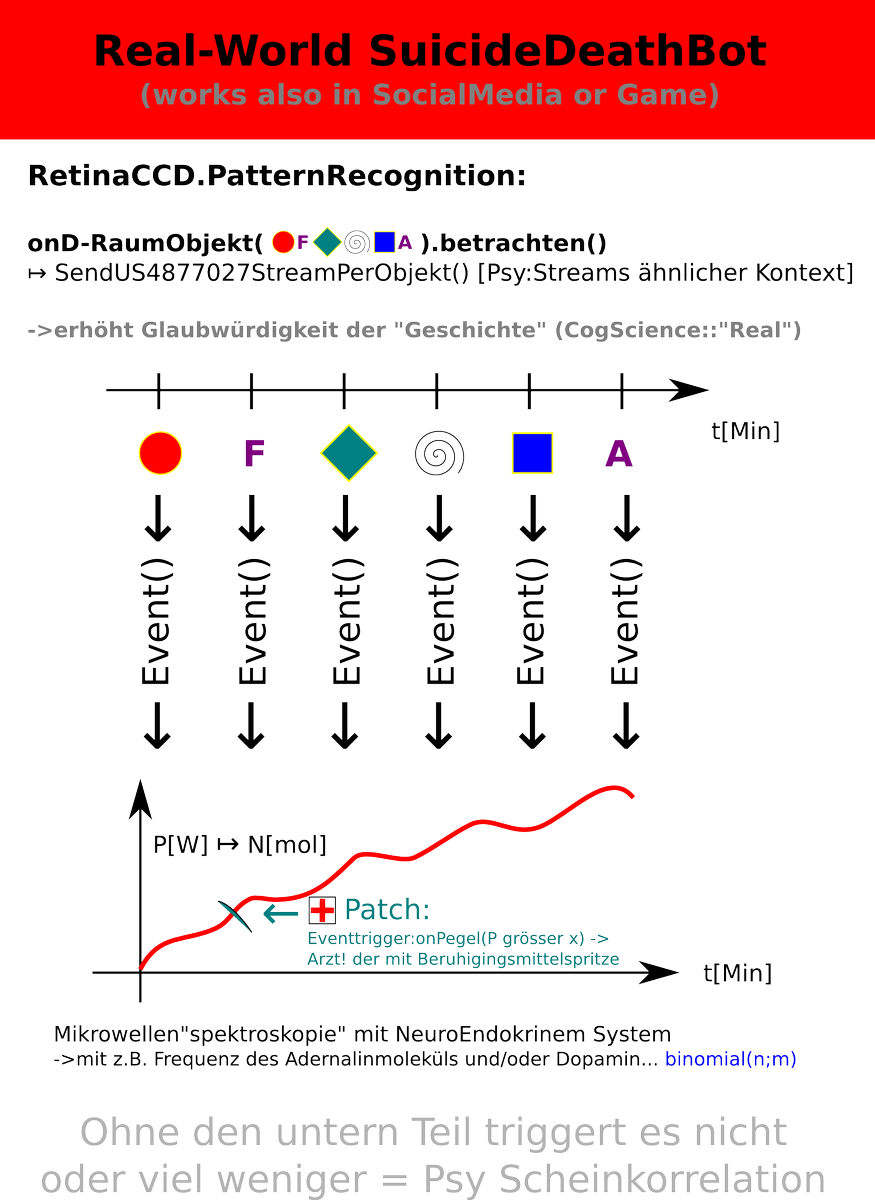 Real-World SuicideDeathBot
(works also in SocialMedia or Game)
RetinaCCD.PatternRecognition:
onD-RaumObjekt( F A ).betrachten()
↦ SendUS4877027StreamPerObjekt() [Psy:Streams ähnlicher Kontext]
->erhöht Glaubwürdigkeit der "Geschichte" (CogScience::"Real")
t[Min]
F A
Event() Event() Event() Event() Event() Event()
P[W] ↦ N[mol]
← Patch:
Eventtrigger:onPegel(P grösser x) ->
Arzt! der mit Beruhigingsmittelspritze
t[Min]
Mikrowellen"spektroskopie" mit NeuroEndokrinem System
->mit z.B. Frequenz des Adernalinmoleküls und/oder Dopamin... binomial(n;m)
Ohne den untern Teil triggert es nicht
oder viel weniger = Psy Scheinkorrelation